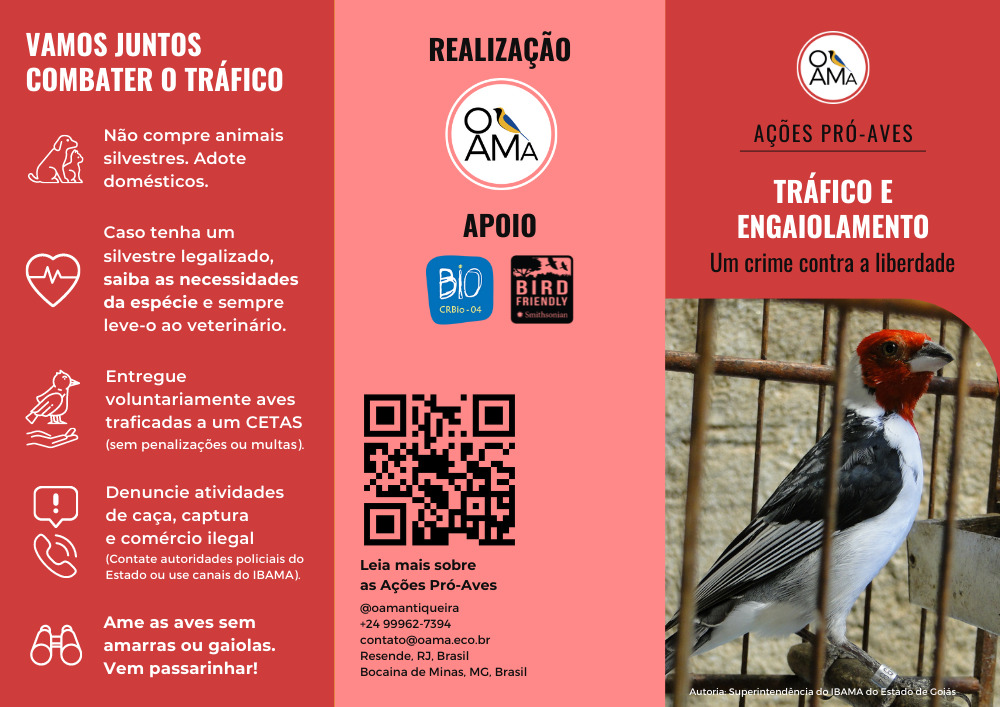 VAMOS JUNTOS
COMBATER O TRÁFICO
Não compre animais
silvestres. Adote
domésticos.
Caso tenha um
silvestre legalizado,
saiba as necessidades
da espécie e sempre
leve-o ao veterinário.
Entregue
voluntariamente aves
traficadas a um CETAS
(sem penalizações ou multas).
Denuncie atividades
de caça, captura
e comércio ilegal
(Contate autoridades policiais do
Estado ou use canais do IBAMA).
Ame as aves sem
amarras ou gaiolas.
Vem passarinhar!
REALIZAÇÃO
O
AMA
APOIO
BIO
CRBio-04
BIRD
FRIENDLY
Smithsonian
Leia mais sobre
as Ações Pró-Aves
@oamantiqueira
+24 99962-7394
contato@oama.eco.br
Resende, RJ, Brasil
Bocaina de Minas, MG, Brasil
O
AMA
AÇÕES PRÓ-AVES
TRÁFICO E
ENGAIOLAMENTO
Um crime contra a liberdade
Autoria: Superintendência do IBAMA do Estado de Goiás